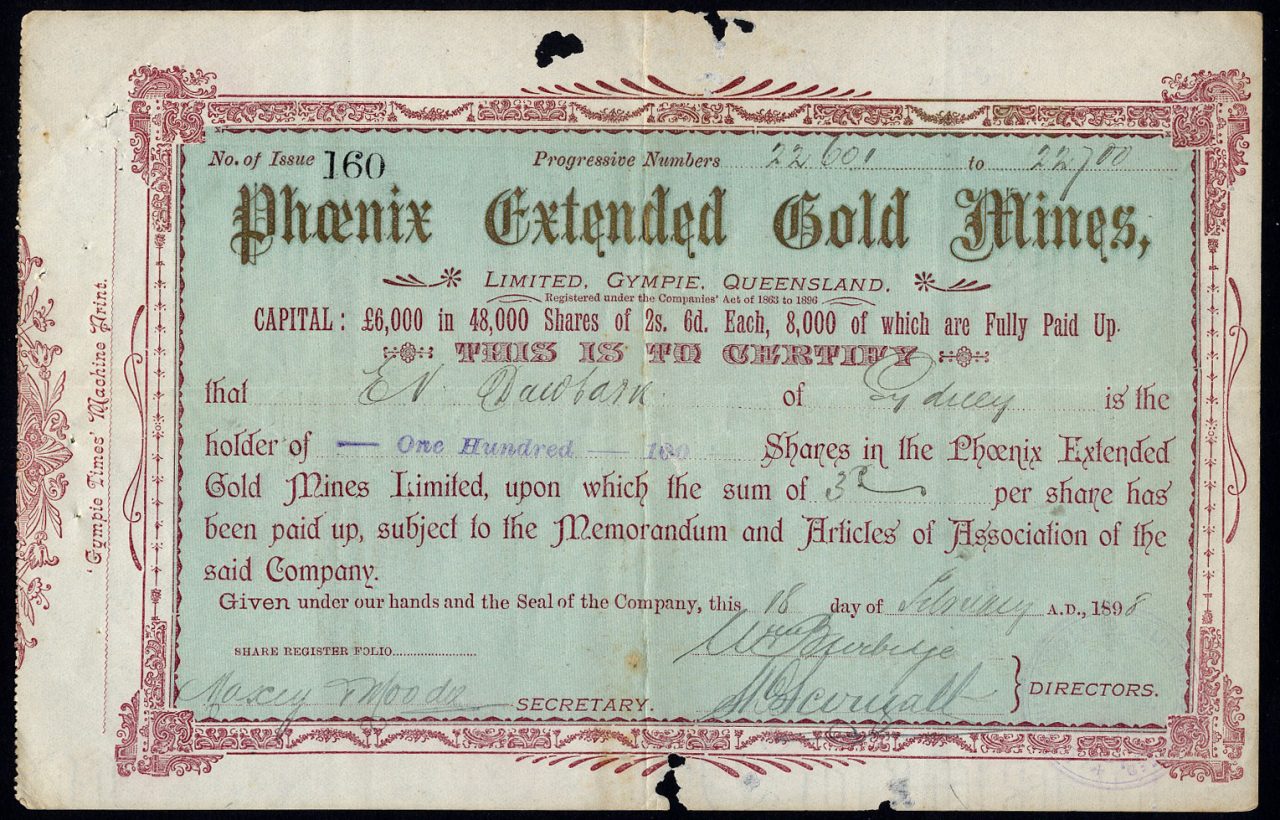 No. of Issue 160 Progressive Numbers 22601 to 22700
Phœnix Extended Gold Mines,
LIMITED, GYMPIE, QUEENSLAND.
Registered under the Companies' Act of 1863 to 1896
CAPITAL: £6,000 in 48,000 Shares of 2s. 6d. Each, 8,000 of which are Fully Paid Up.
THIS IS TO CERTIFY
that E N Dawbarn of Sydney is the
holder of — One Hundred — 100 Shares in the Phœnix Extended
Gold Mines Limited, upon which the sum of 3d per share has
been paid up, subject to the Memorandum and Articles of Association of the
said Company.
Given under our hands and the Seal of the Company, this 18 day of February A.D., 1898
SHARE REGISTER FOLIO
SECRETARY.
DIRECTORS.
'Gympie Times' Machine Print.